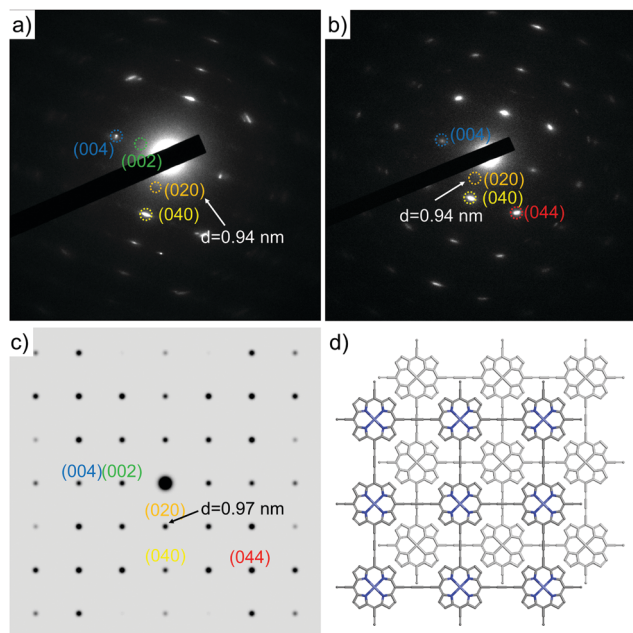 a)
(004)
(002)
(020)
(040)
d=0.94 nm
b)
(004)
(020)
(040)
d=0.94 nm
(044)
c)
(004)
(002)
(020)
d=0.97 nm
(040)
(044)
d)